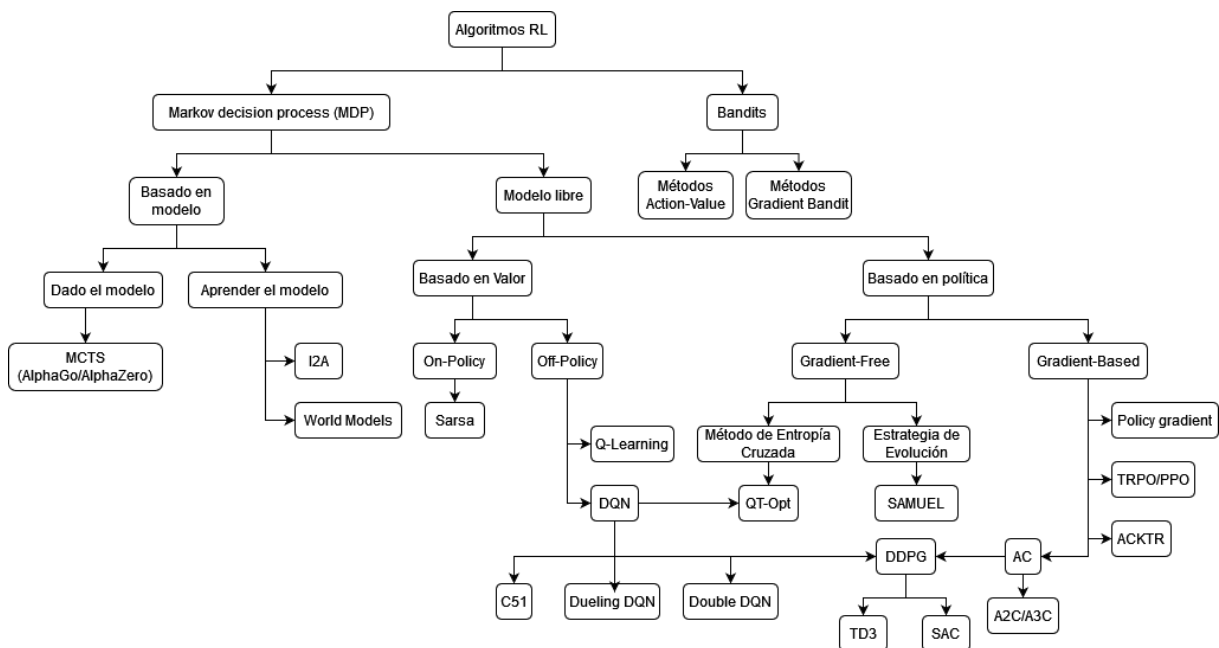 Algoritmos RL
Markov decision process (MDP)
Bandits
Basado en
modelo
Modelo libre
Métodos
Action-Value
Métodos
Gradient Bandit
Dado el modelo
Aprender el modelo
Basado en Valor
Basado en política
MCTS
(AlphaGo/AlphaZero)
I2A
World Models
On-Policy
Off-Policy
Gradient-Free
Gradient-Based
Sarsa
Q-Learning
Método de Entropía
Cruzada
Estrategia de
Evolución
Policy gradient
DQN
QT-Opt
SAMUEL
TRPO/PPO
ACKTR
DDPG
AC
C51
Dueling DQN
Double DQN
A2C/A3C
TD3
SAC